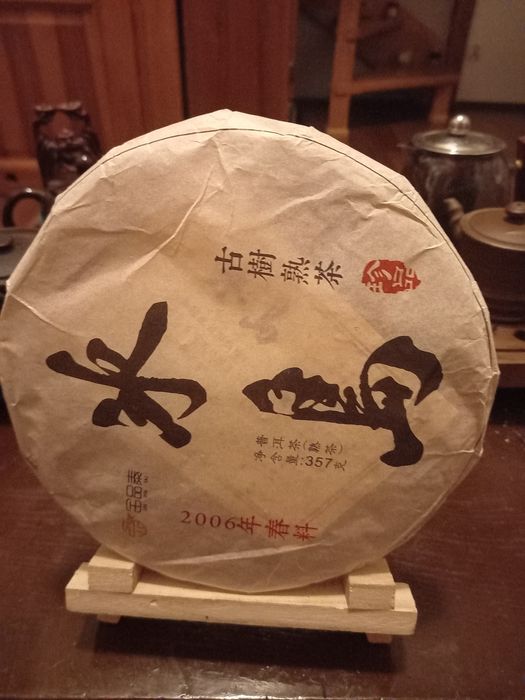 古樹熟茶
冰島
普洱茶(熟茶)
净含量:357克
2006年春料